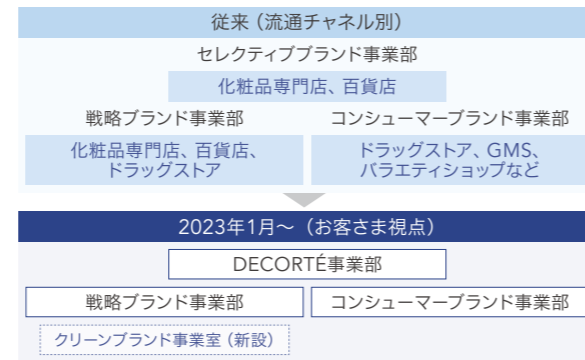 従来（流通チャネル別）
セレクティブブランド事業部
化粧品専門店、百貨店
戦略ブランド事業部
化粧品専門店、百貨店、
ドラッグストア
コンシューマーブランド事業部
ドラッグストア、GMS、
バラエティショップなど
2023年1月～（お客さま視点）
DECORTÉ事業部
戦略ブランド事業部
コンシューマーブランド事業部
クリーンブランド事業室（新設）